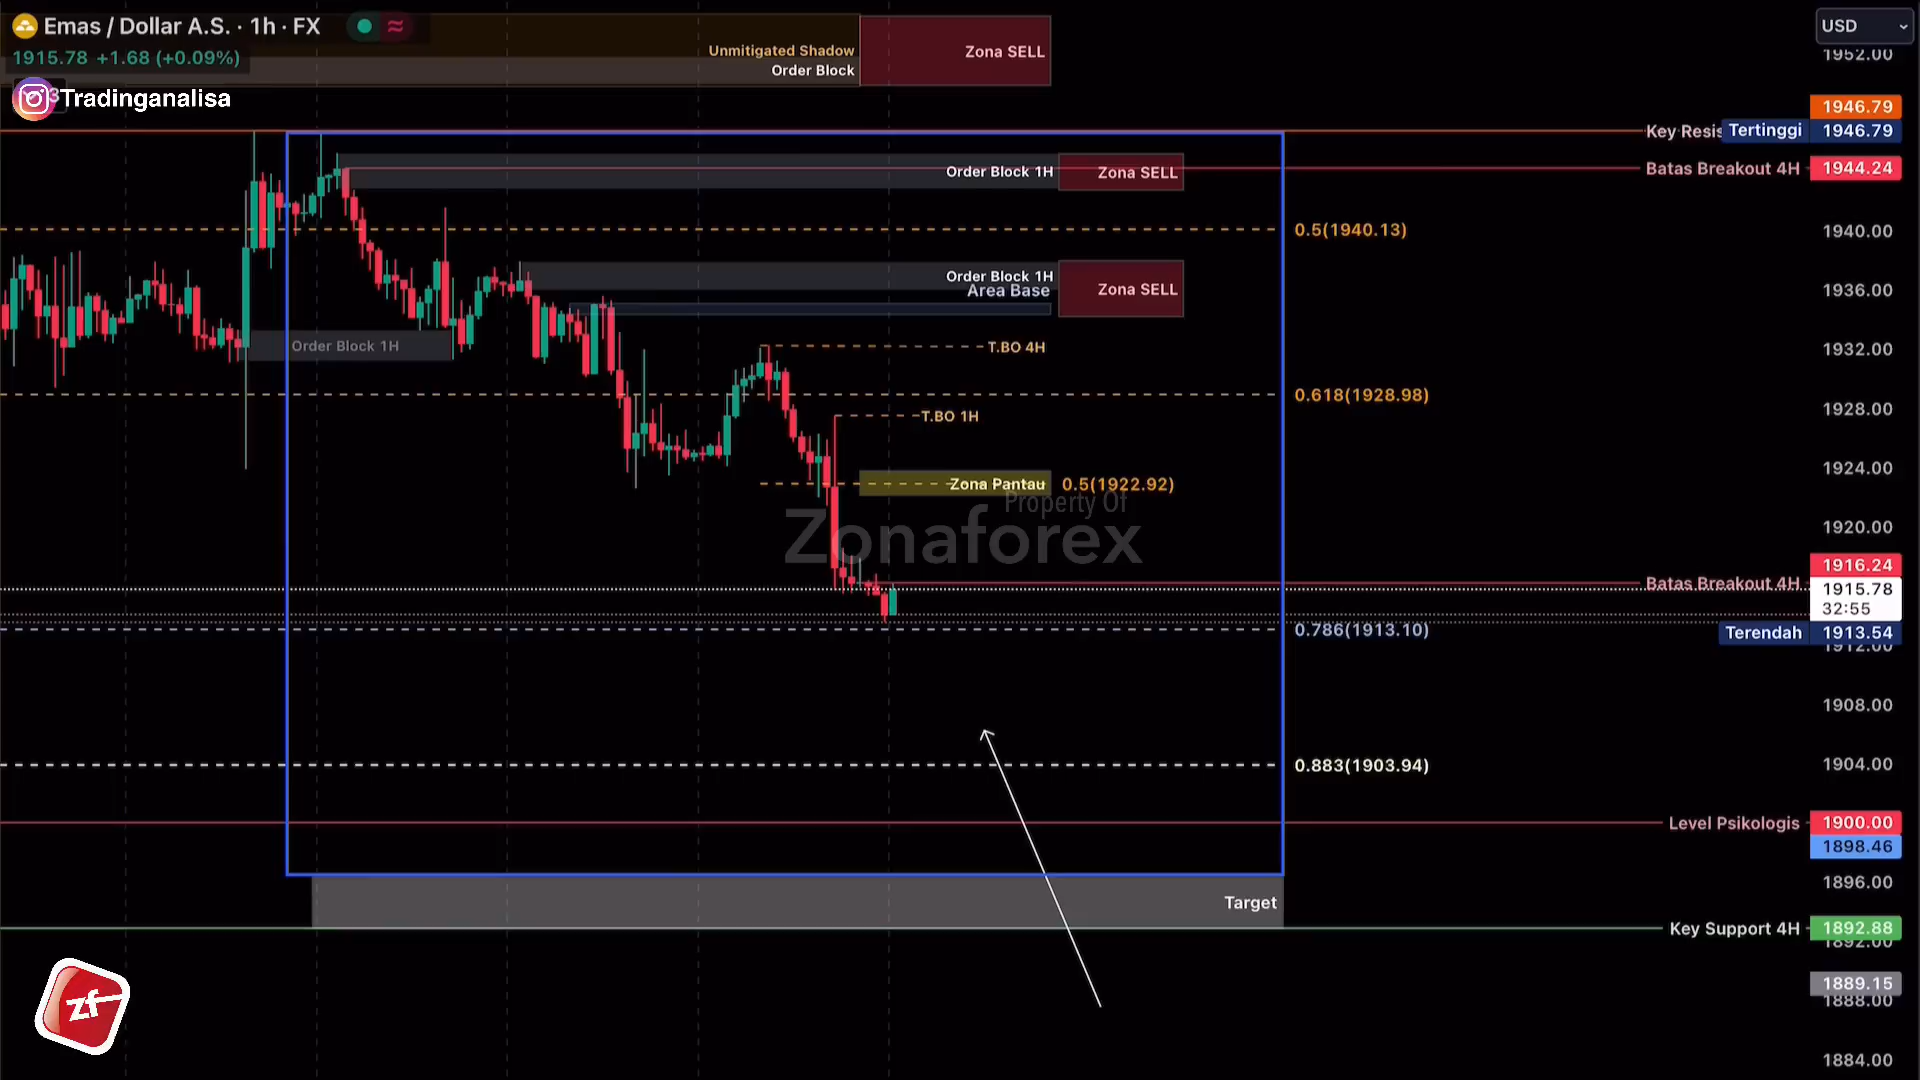 Emas / Dollar A.S. · 1h · FX
1915.78 +1.68 (+0.09%)
Tradinganalisa
Unmitigated Shadow
Order Block
Zona SELL
USD
1952.00
1946.79
Key Resis
Tertinggi
1946.79
Order Block 1H
Zona SELL
Batas Breakout 4H
1944.24
0.5(1940.13)
1940.00
Order Block 1H
Area Base
Zona SELL
1936.00
Order Block 1H
T.BO 4H
1932.00
0.618(1928.98)
T.BO 1H
1928.00
1924.00
Zona Pantau
0.5(1922.92)
Property Of
Zonaforex
1920.00
1916.24
Batas Breakout 4H
1915.78
32:55
0.786(1913.10)
Terendah
1913.54
1912.00
1908.00
0.883(1903.94)
1904.00
Level Psikologis
1900.00
1898.46
1896.00
Target
Key Support 4H
1892.88
1892.00
1889.15
1888.00
zf
1884.00